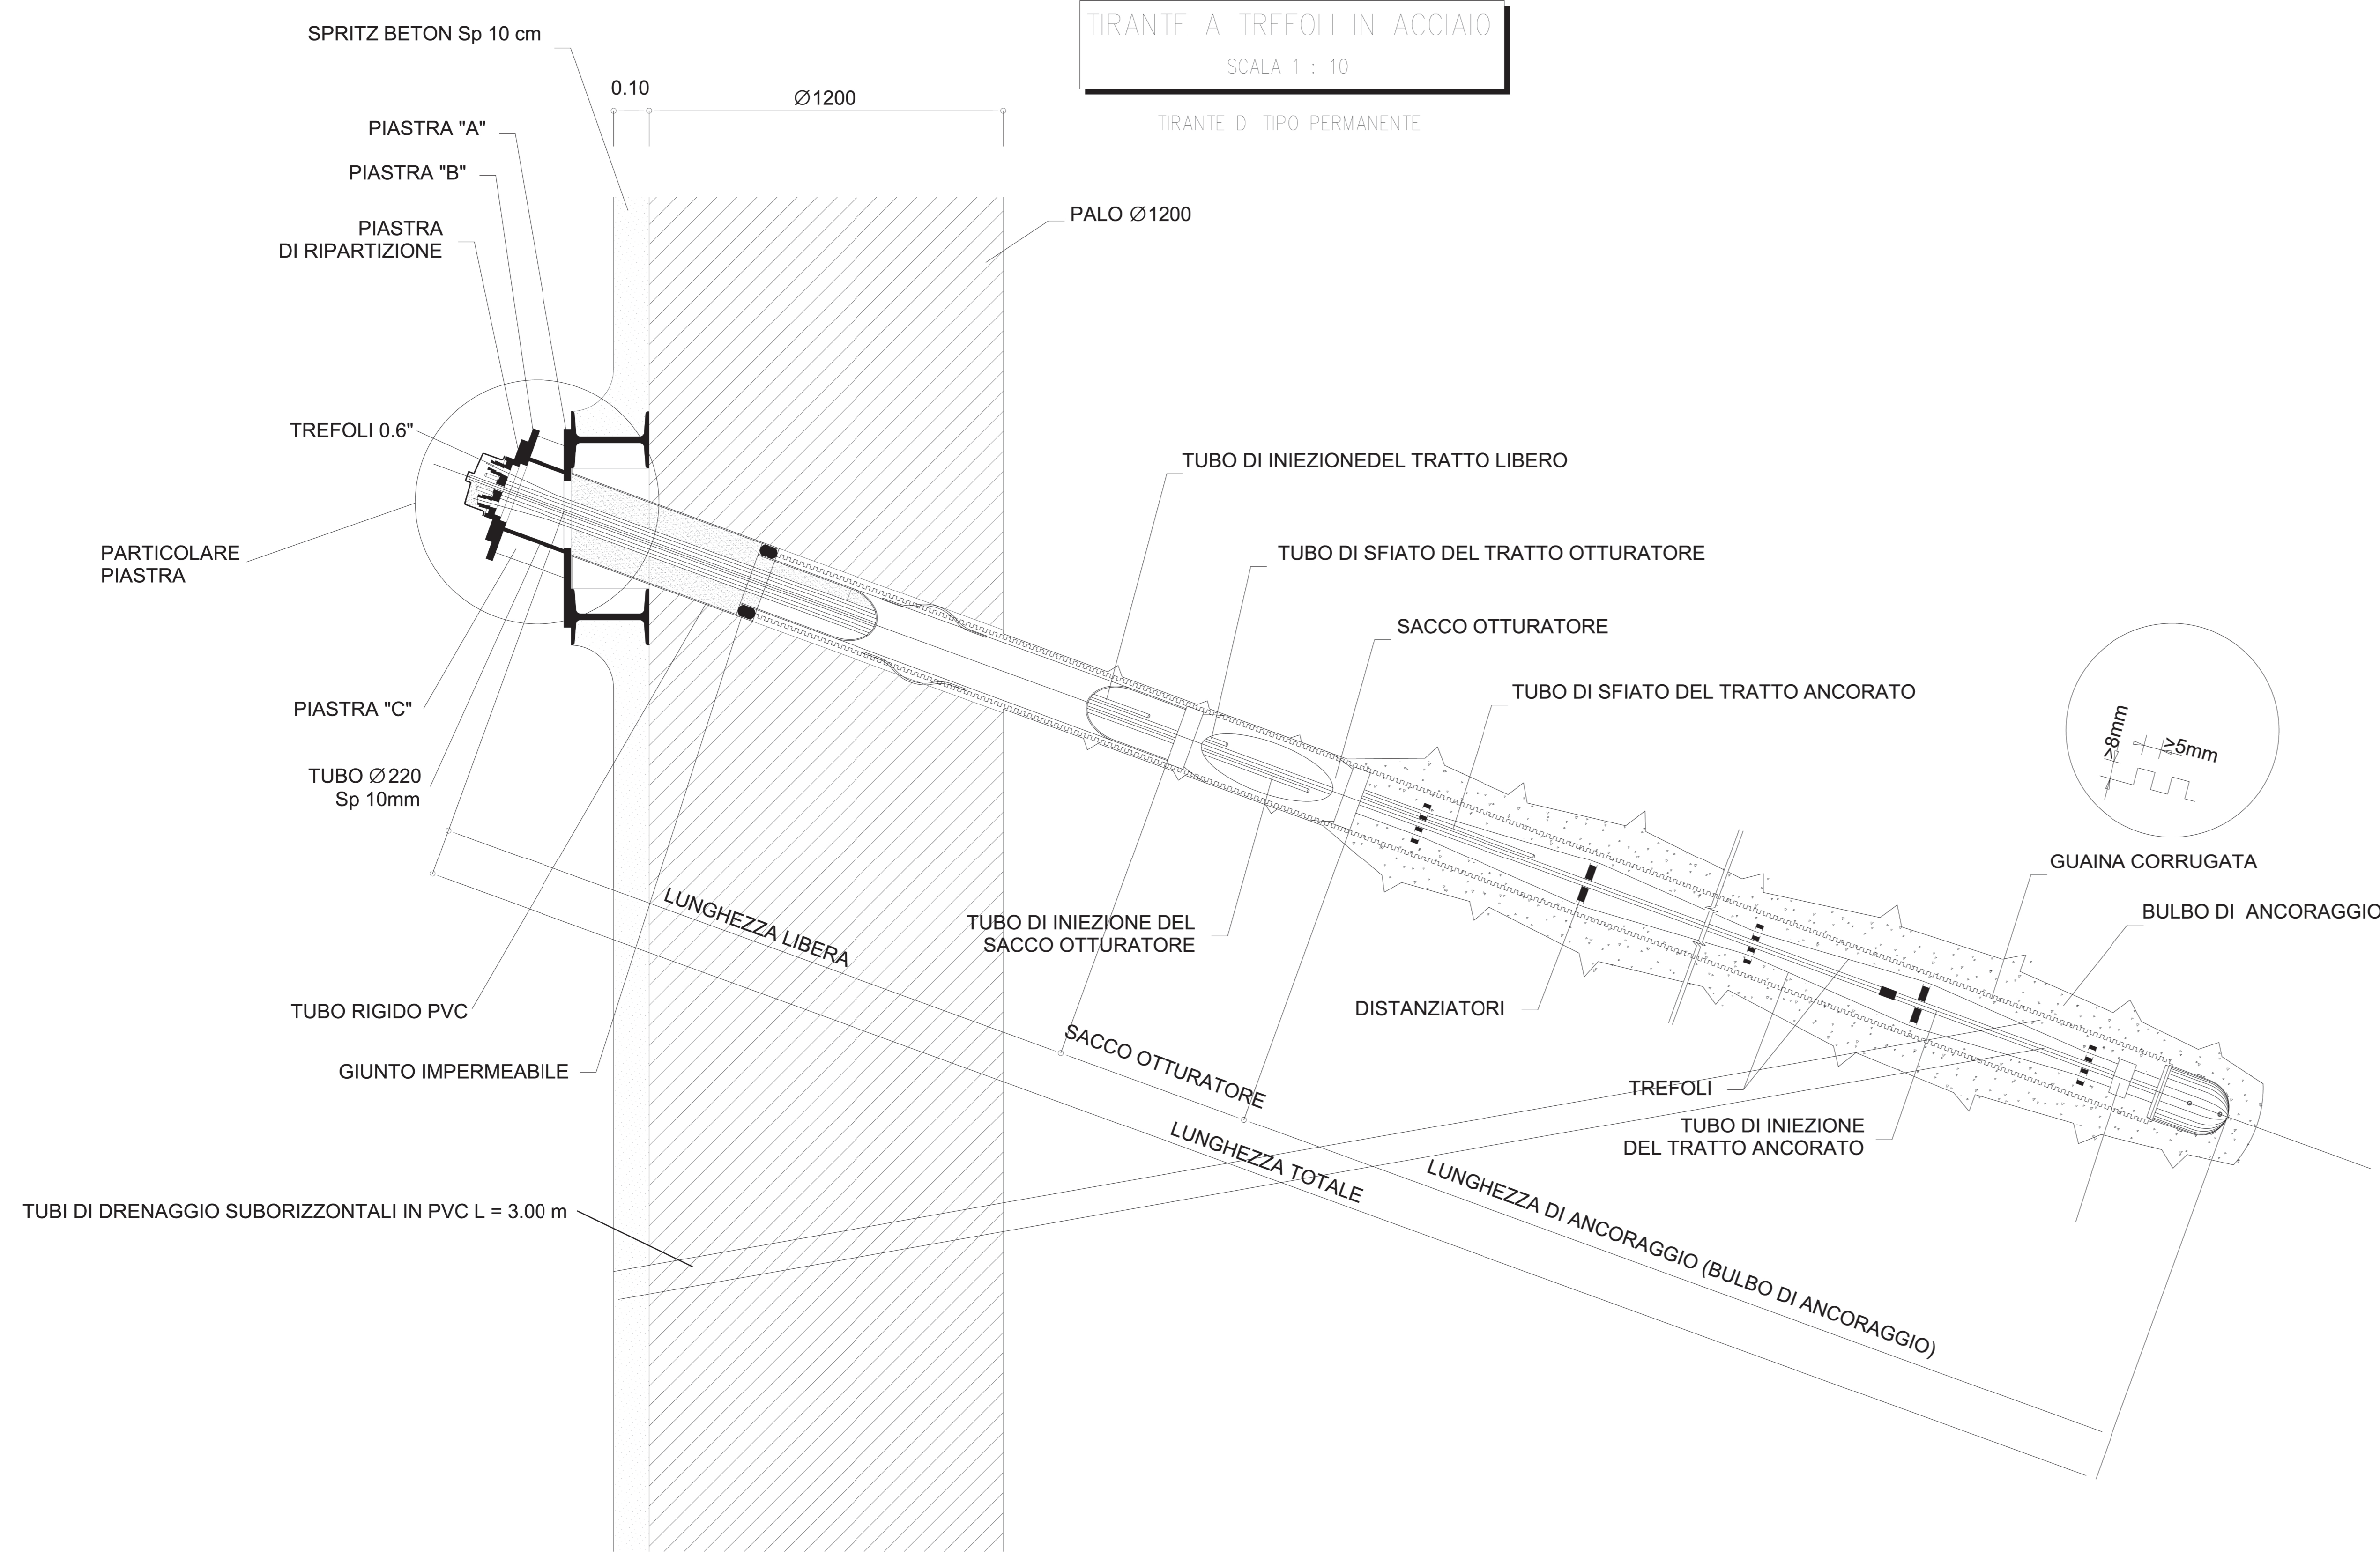 TIRANTE A TREFOLI IN ACCIAIO
SCALA 1 : 10
TIRANTE DI TIPO PERMANENTE
SPRITZ BETON Sp 10 cm
0.10
Ø1200
PIASTRA "A"
PIASTRA "B"
PIASTRA
DI RIPARTIZIONE
PALO Ø1200
TREFOLI 0.6"
TUBO DI INIEZIONEDEL TRATTO LIBERO
PARTICOLARE
PIASTRA
TUBO DI SFIATO DEL TRATTO OTTURATORE
SACCO OTTURATORE
TUBO DI SFIATO DEL TRATTO ANCORATO
PIASTRA "C"
>8mm
>5mm
TUBO Ø220
Sp 10mm
GUAINA CORRUGATA
BULBO DI ANCORAGGIO
LUNGHEZZA LIBERA
TUBO DI INIEZIONE DEL
SACCO OTTURATORE
TUBO RIGIDO PVC
DISTANZIATORI
GIUNTO IMPERMEABILE
SACCO OTTURATORE
TREFOLI
TUBO DI INIEZIONE
DEL TRATTO ANCORATO
LUNGHEZZA TOTALE
LUNGHEZZA DI ANCORAGGIO (BULBO DI ANCORAGGIO)
TUBI DI DRENAGGIO SUBORIZZONTALI IN PVC L = 3.00 m